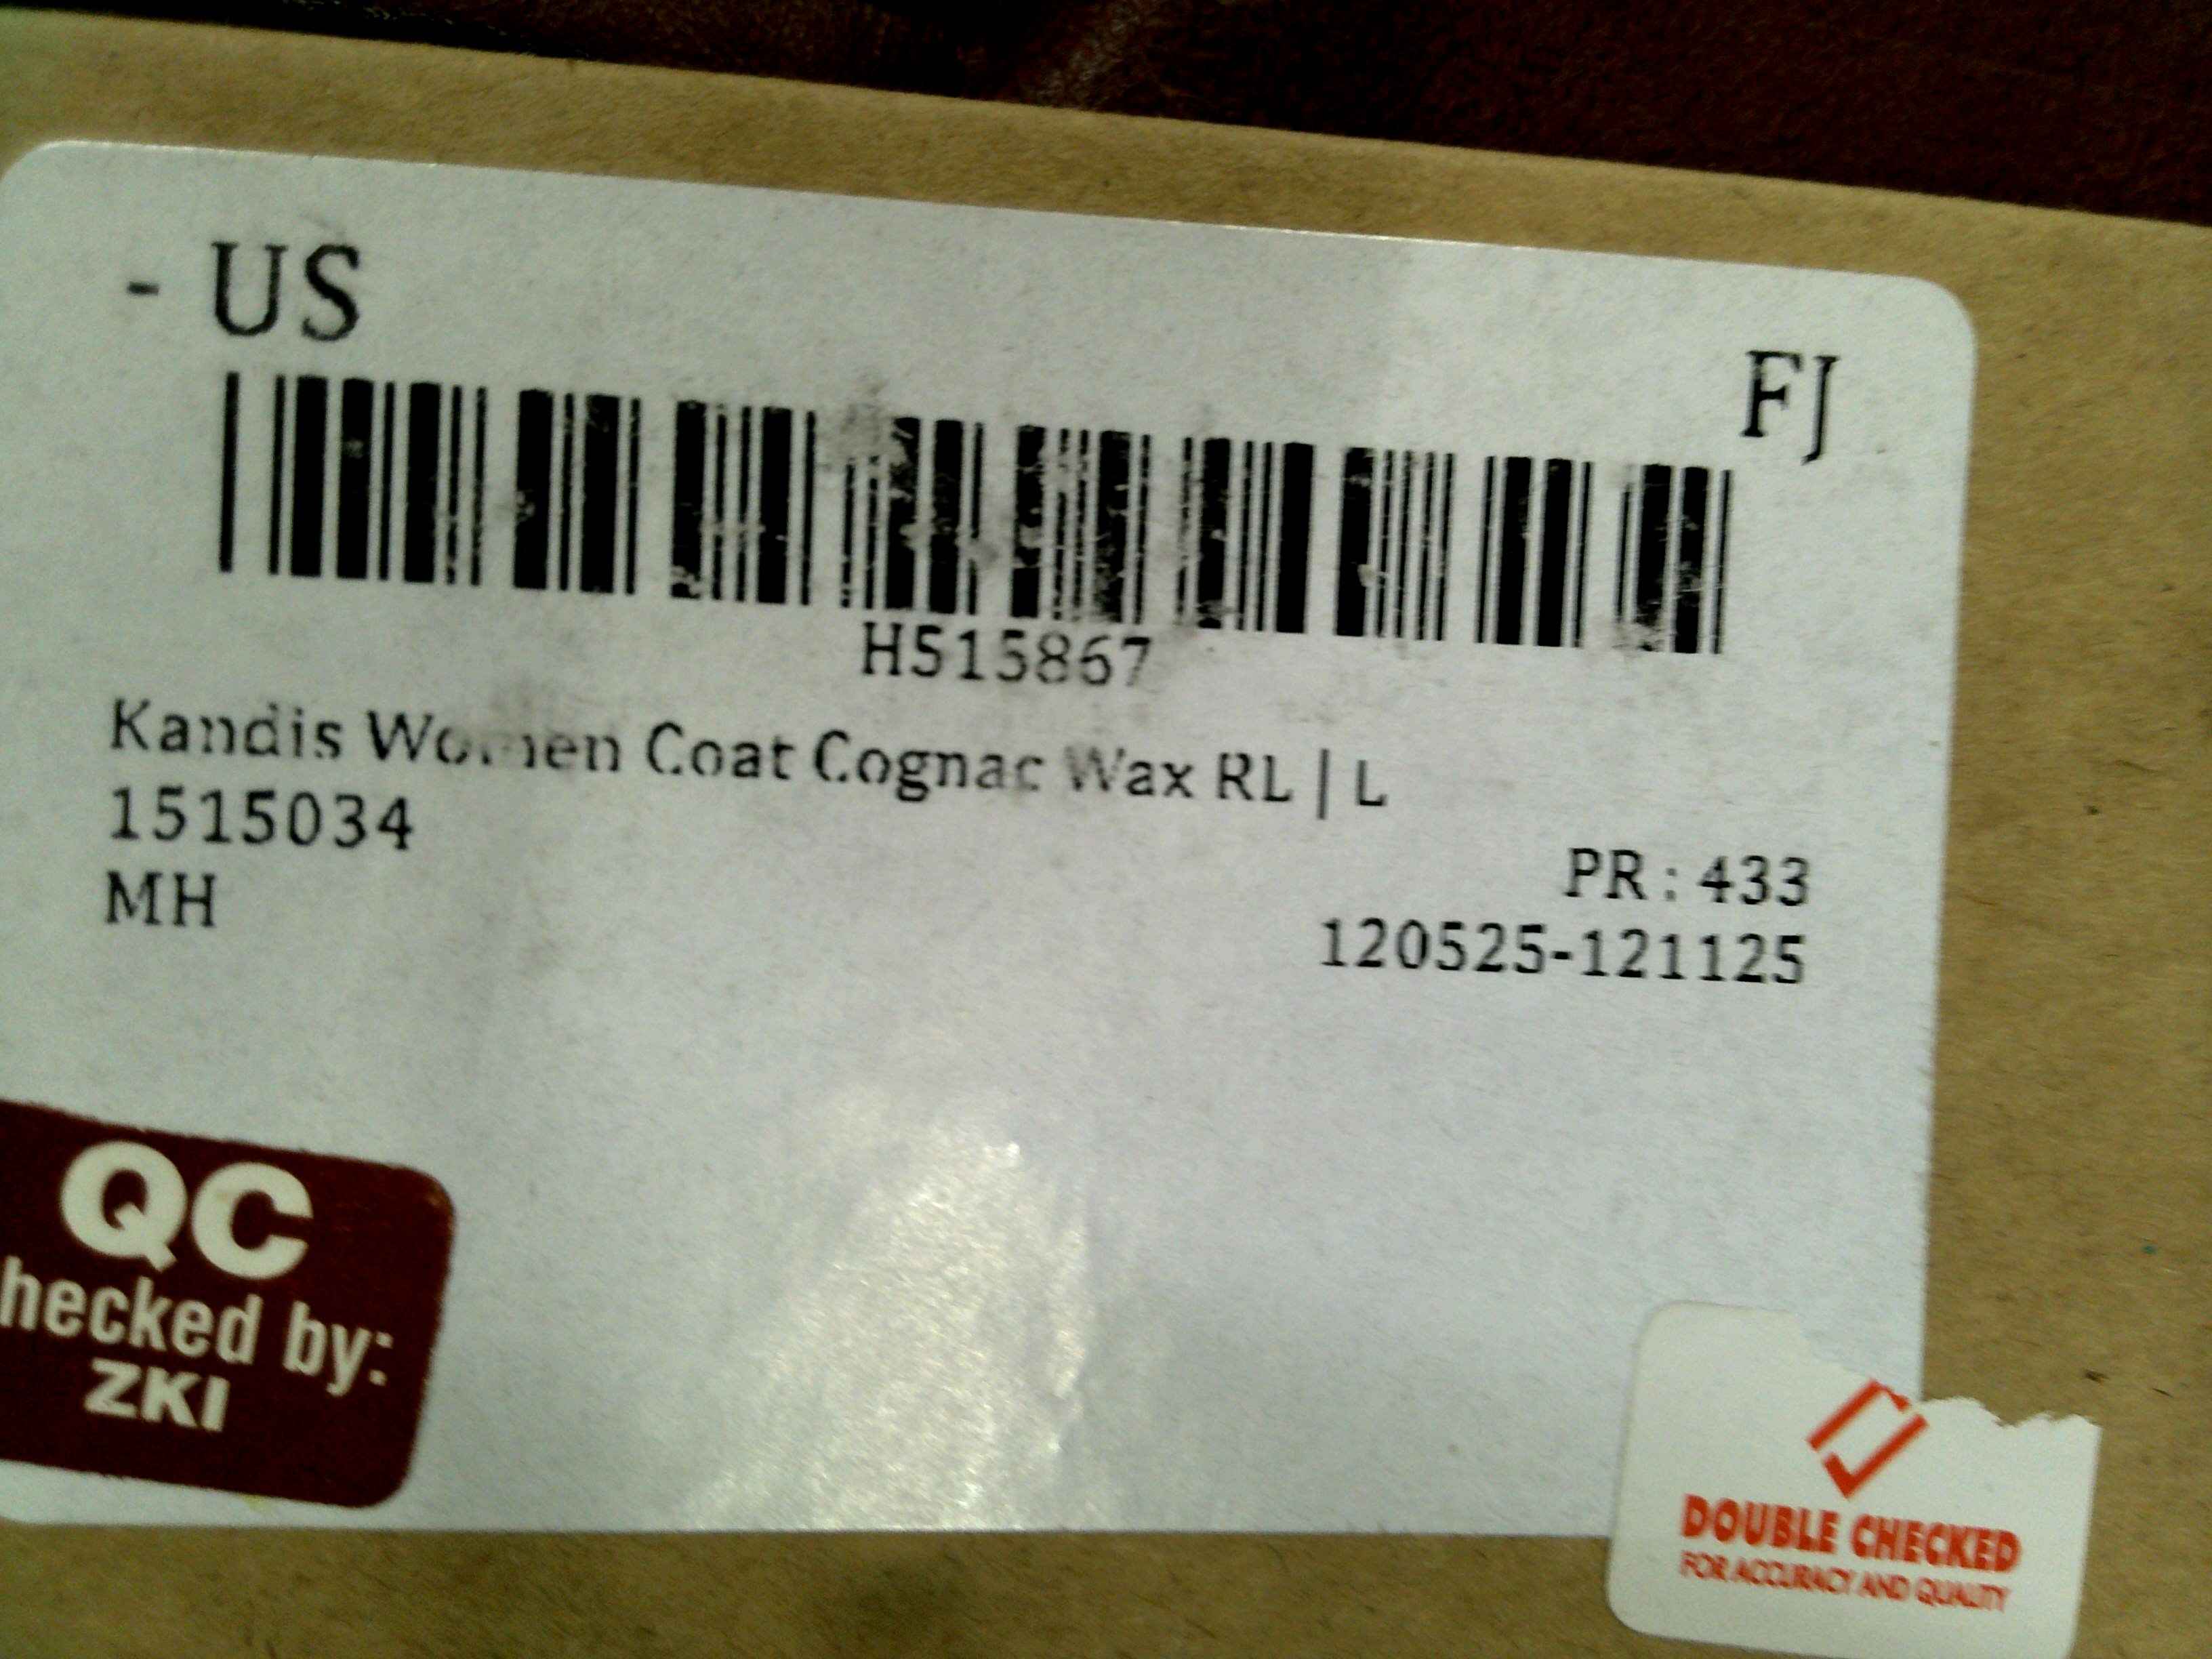 - US
FJ
H515867
Kandis Women Coat Cognac Wax RL | L
1515034
PR : 433
MH
120525-121125
QC
hecked by:
ZKI
DOUBLE CHECKED
FOR ACCURACY AND QUALITY